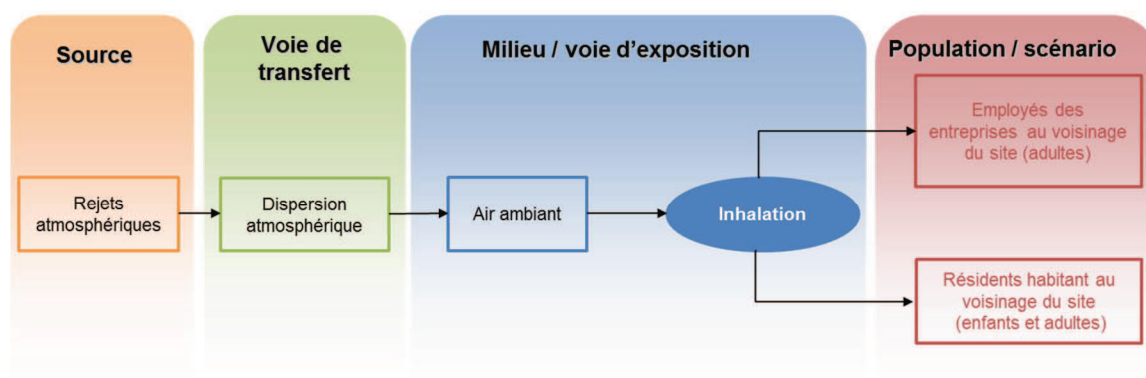 Source
Voie de
transfert
Milieu / voie d'exposition
Population / scénario
Rejets
atmosphériques
Dispersion
atmosphérique
Air ambiant
Inhalation
Employés des
entreprises au voisinage
du site (adultes)
Résidents habitant au
voisinage du site
(enfants et adultes)